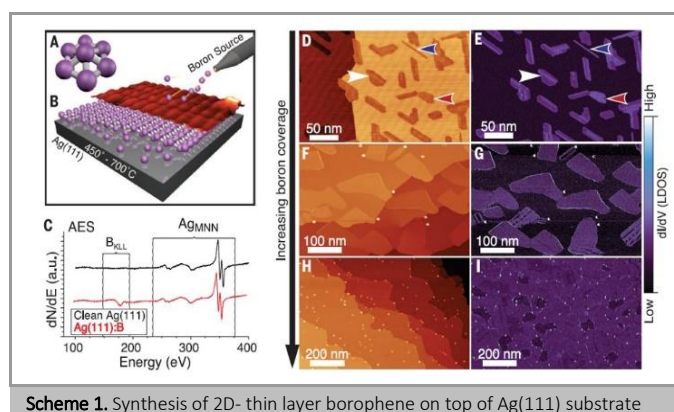 A
Boron Source
B
Ag(111)
450°- 700°C
C
AES
AgMNN
BKLL
dN/dE (a.u.)
Clean Ag(111)
Ag(111):B
100
200
300
400
Energy (eV)
Increasing boron coverage
D
50 nm
E
50 nm
F
100 nm
G
100 nm
H
200 nm
I
200 nm
High
dI/dV (LDOS)
Low
Scheme 1. Synthesis of 2D- thin layer borophene on top of Ag(111) substrate